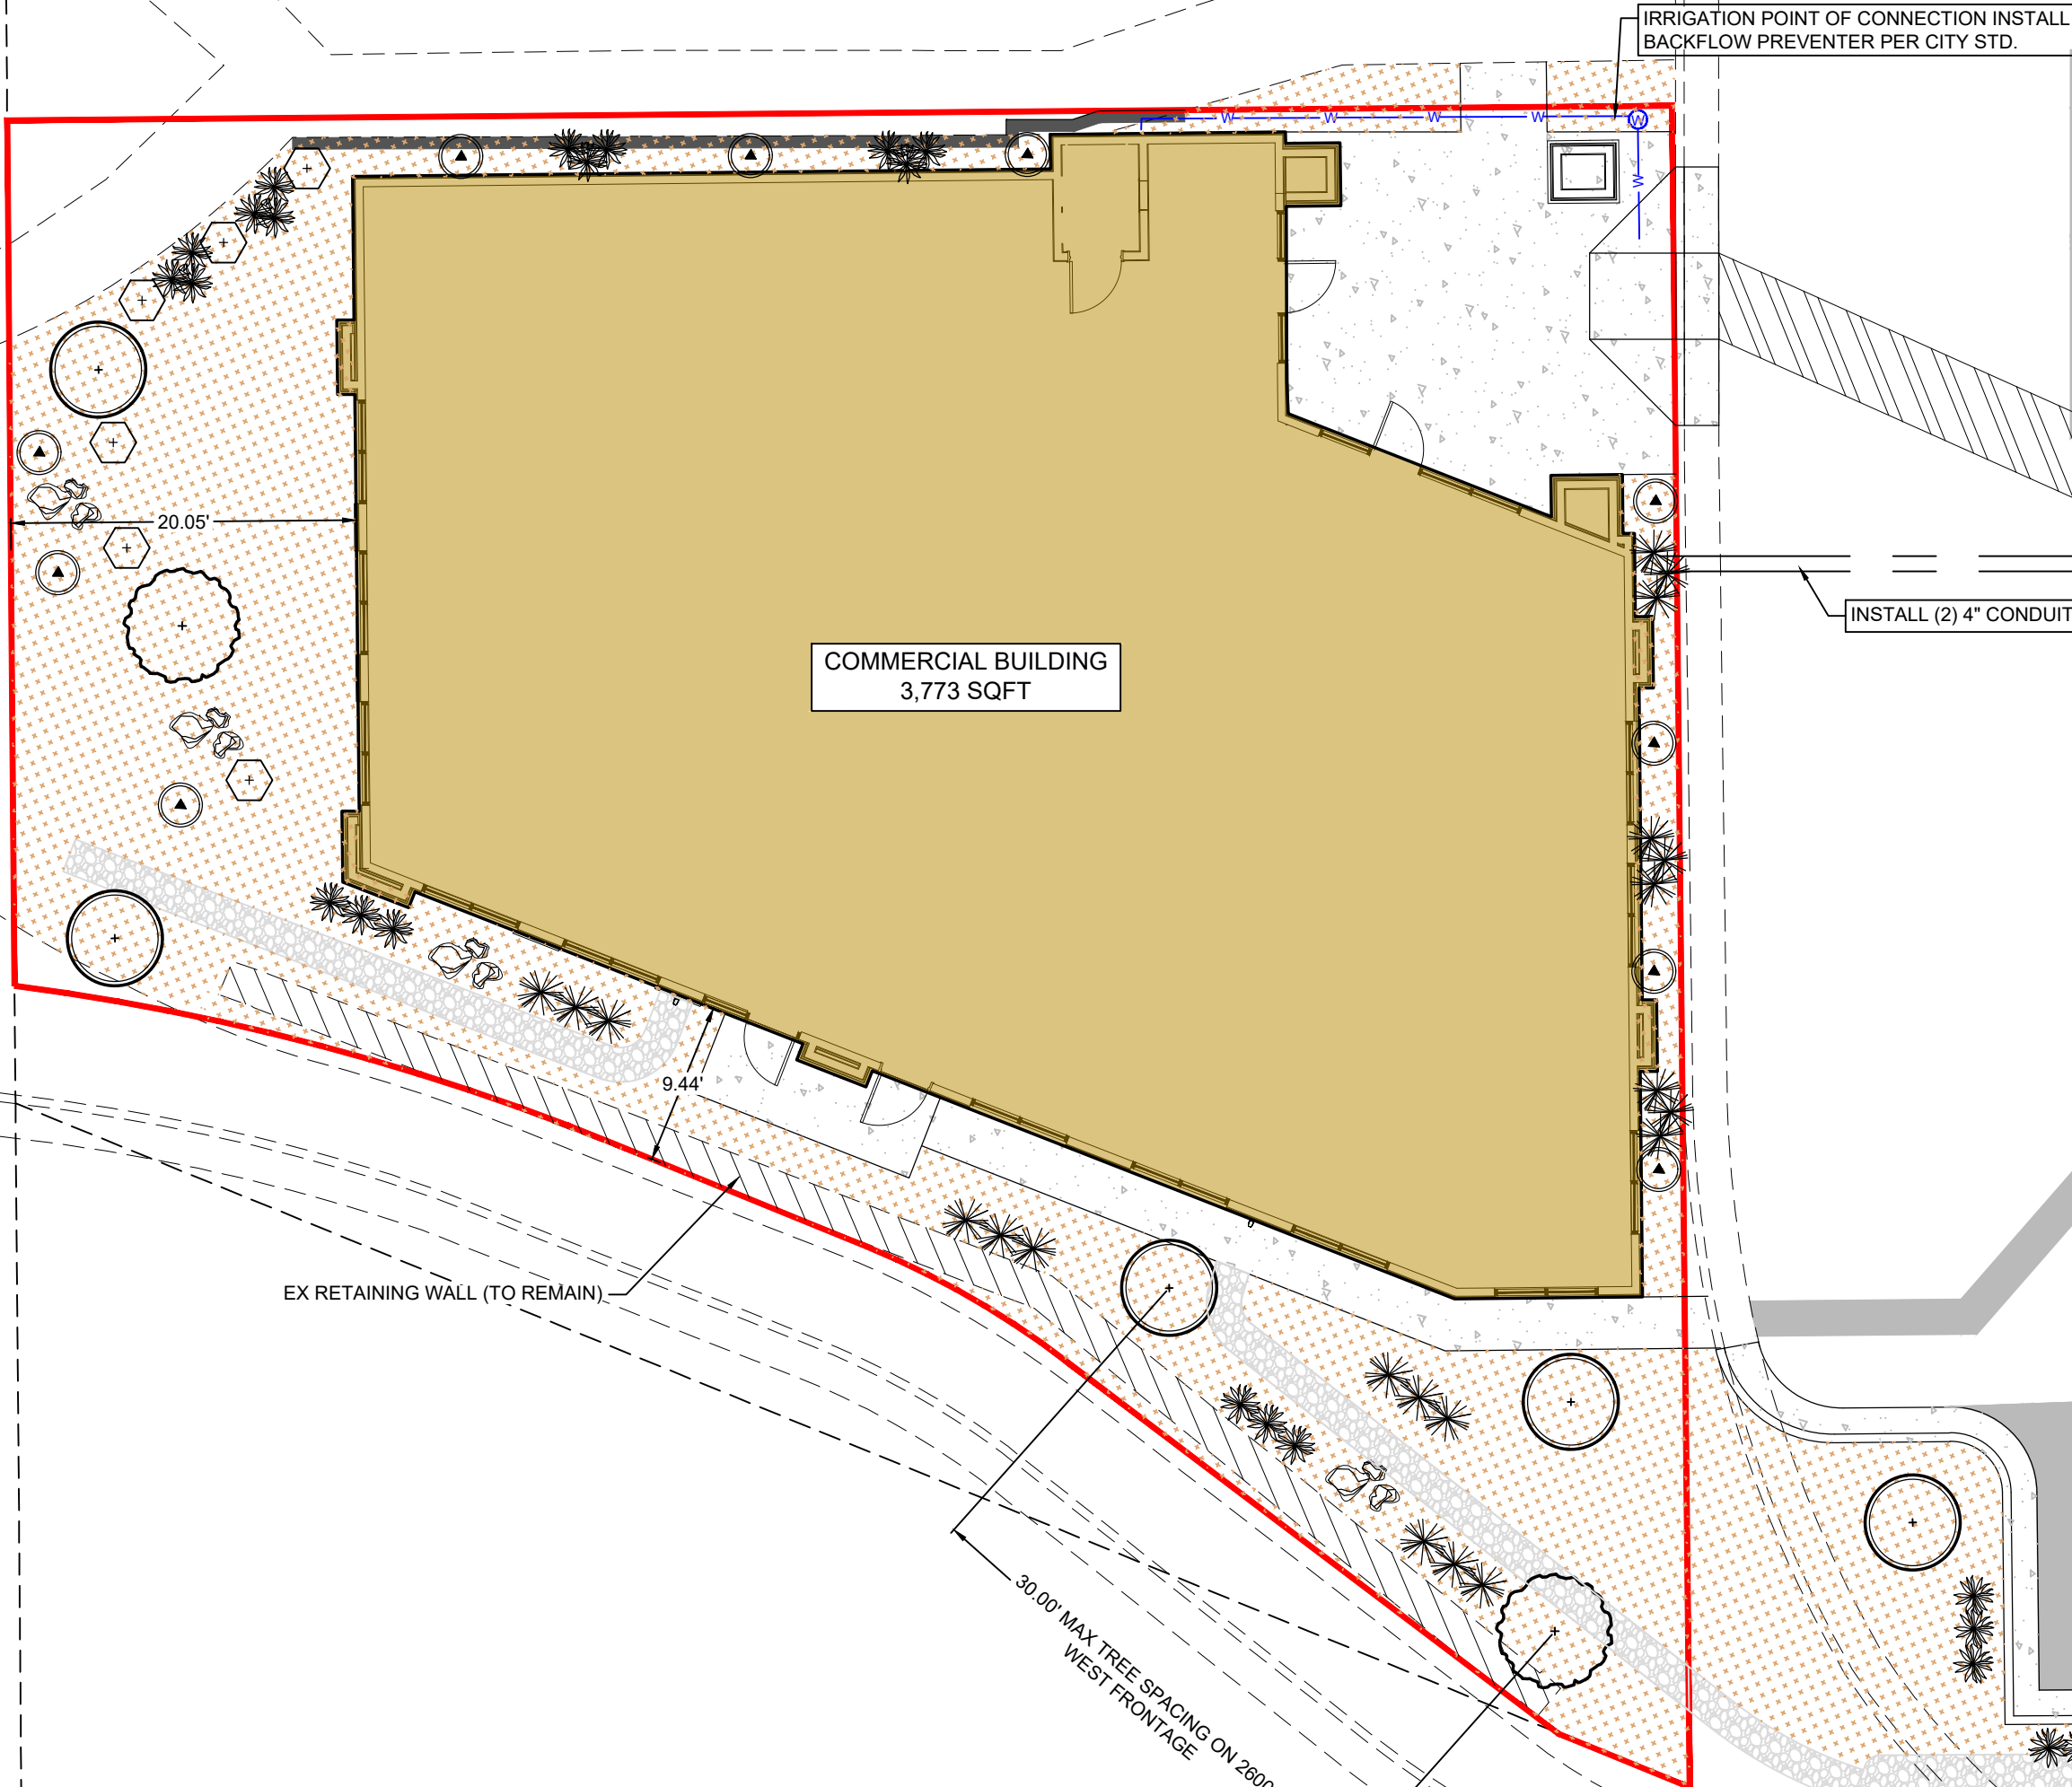 IRRIGATION POINT OF CONNECTION INSTALL
BACKFLOW PREVENTER PER CITY STD.
W W W W W
W
20.05'
INSTALL (2) 4" CONDUIT
COMMERCIAL BUILDING
3,773 SQFT
9.44'
EX RETAINING WALL (TO REMAIN)
30.00' MAX TREE SPACING ON 2600
WEST FRONTAGE